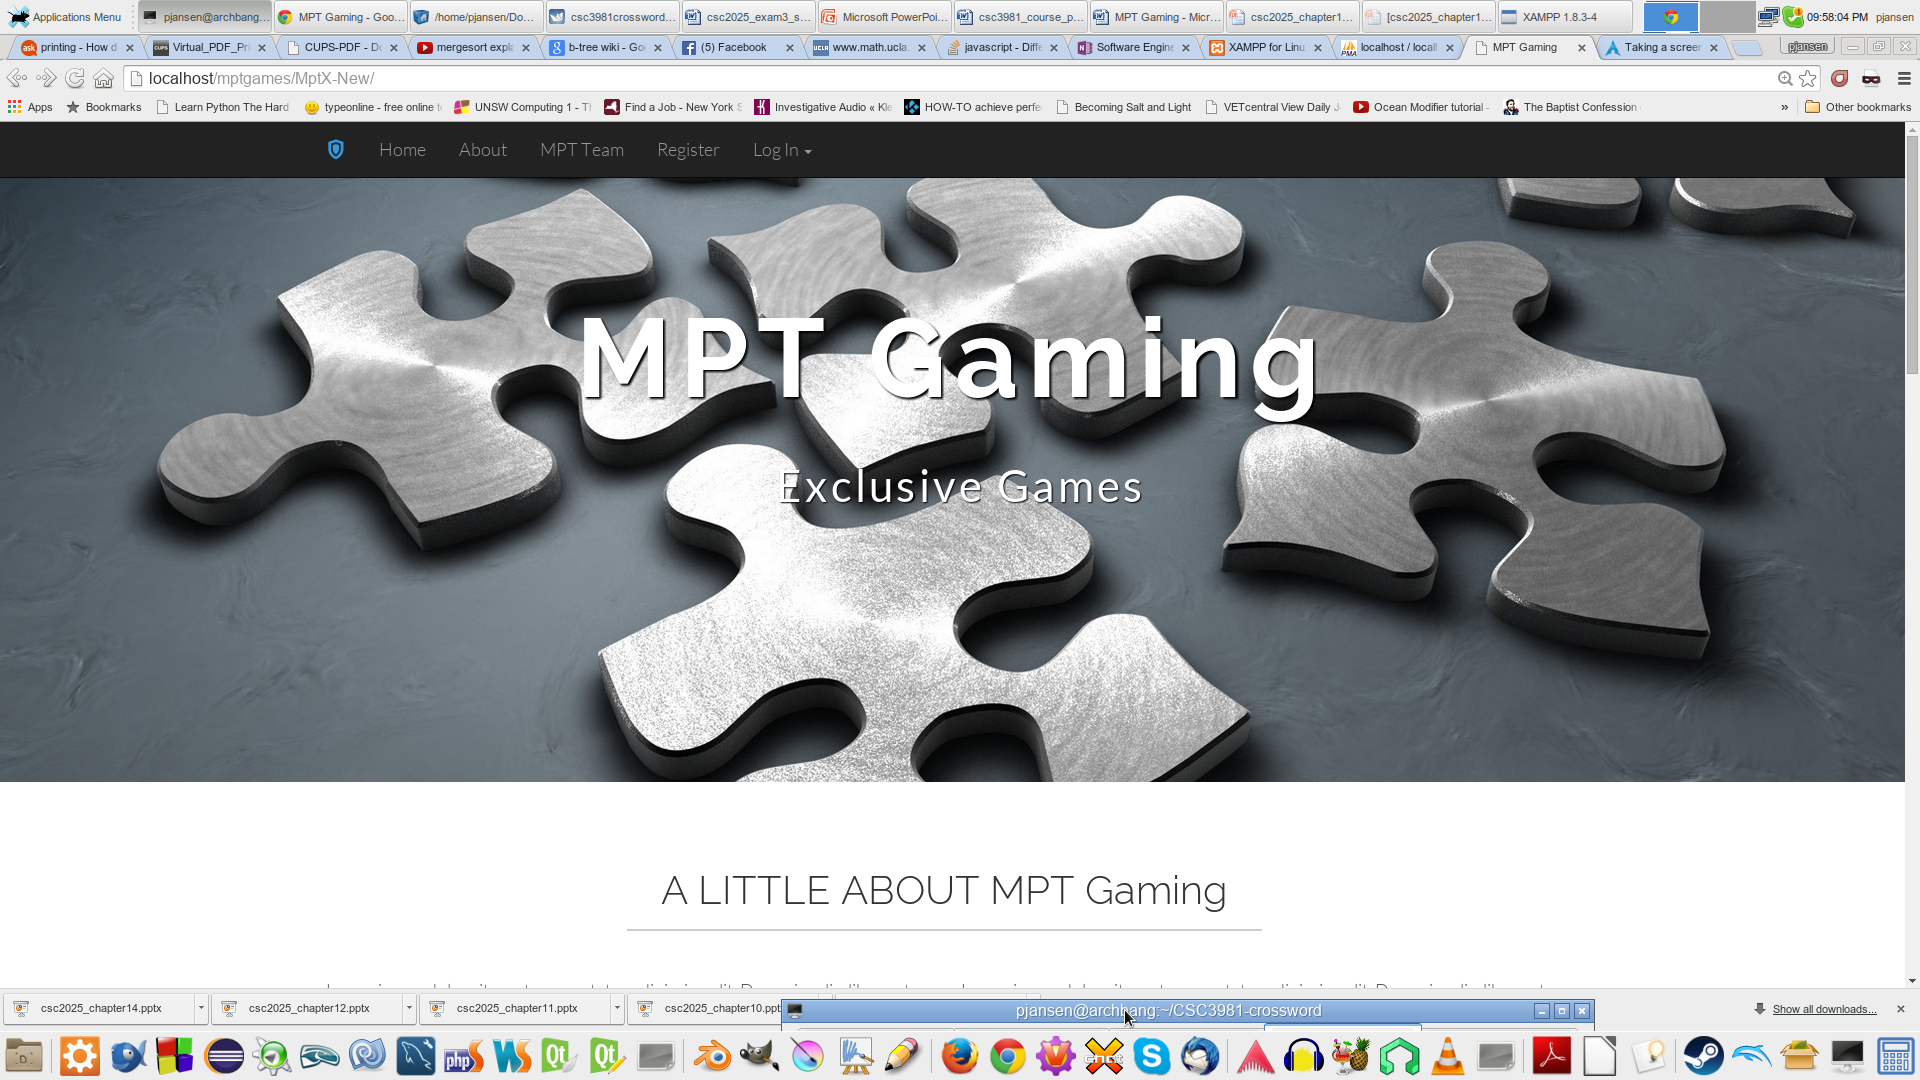 Applications Menu
pjansen@archbang...
MPT Gaming - Goo...
/home/pjansen/Do...
csc3981crossword...
csc2025_exam3_s...
Microsoft PowerPoi...
csc3981_course_p...
MPT Gaming - Micr...
csc2025_chapter1...
[csc2025_chapter1...
XAMPP 1.8.3-4
09:58:04 PM
pjansen
printing - How d
Virtual_PDF_Pri
CUPS-PDF - D
mergesort expl
b-tree wiki - Go
(5) Facebook
www.math.ucla.
javascript - Diffe
Software Engine
XAMPP for Linu
localhost / localh
MPT Gaming
Taking a screen
pjansen
localhost/mptgames/MptX-New/
Apps
Bookmarks
Learn Python The Hard
typeonline - free online t
UNSW Computing 1 - T
Find a Job - New York S
Investigative Audio « Kle
HOW-TO achieve perfe
Becoming Salt and Light
VETcentral View Daily J
Ocean Modifier tutorial -
The Baptist Confession
»
Other bookmarks
Home
About
MPT Team
Register
Log In
MPT Gaming
Exclusive Games
A LITTLE ABOUT MPT Gaming
csc2025_chapter14.pptx
csc2025_chapter12.pptx
csc2025_chapter11.pptx
csc2025_chapter10.ppt
pjansen@archbang:~/CSC3981-crossword
Show all downloads...